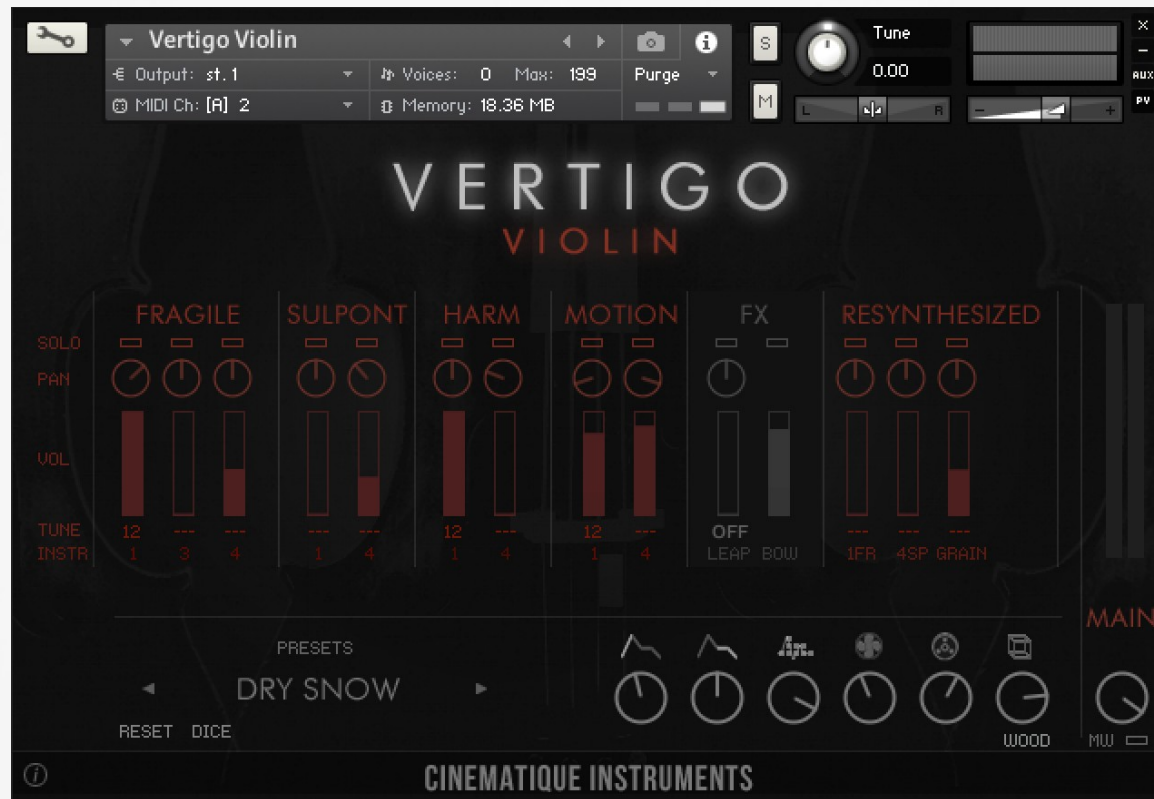 Vertigo Violin
Output: st.1 Voices: 0 Max: 199 Purge
MIDI Ch: [A] 2 Memory: 18.36 MB
S
M
Tune
0.00
L R - +
X
-
AUX
PV
VERTIGO
VIOLIN
FRAGILE SULPONT HARM MOTION FX RESYNTHESIZED
SOLO
PAN
VOL
TUNE 12 --- --- --- --- 12 --- 12 --- OFF --- --- ---
INSTR 1 3 4 1 4 1 4 1 4 LEAP BOW 1FR 4SP GRAIN
MAIN
PRESETS
DRY SNOW
RESET DICE
WOOD MW
i CINEMATIQUE INSTRUMENTS